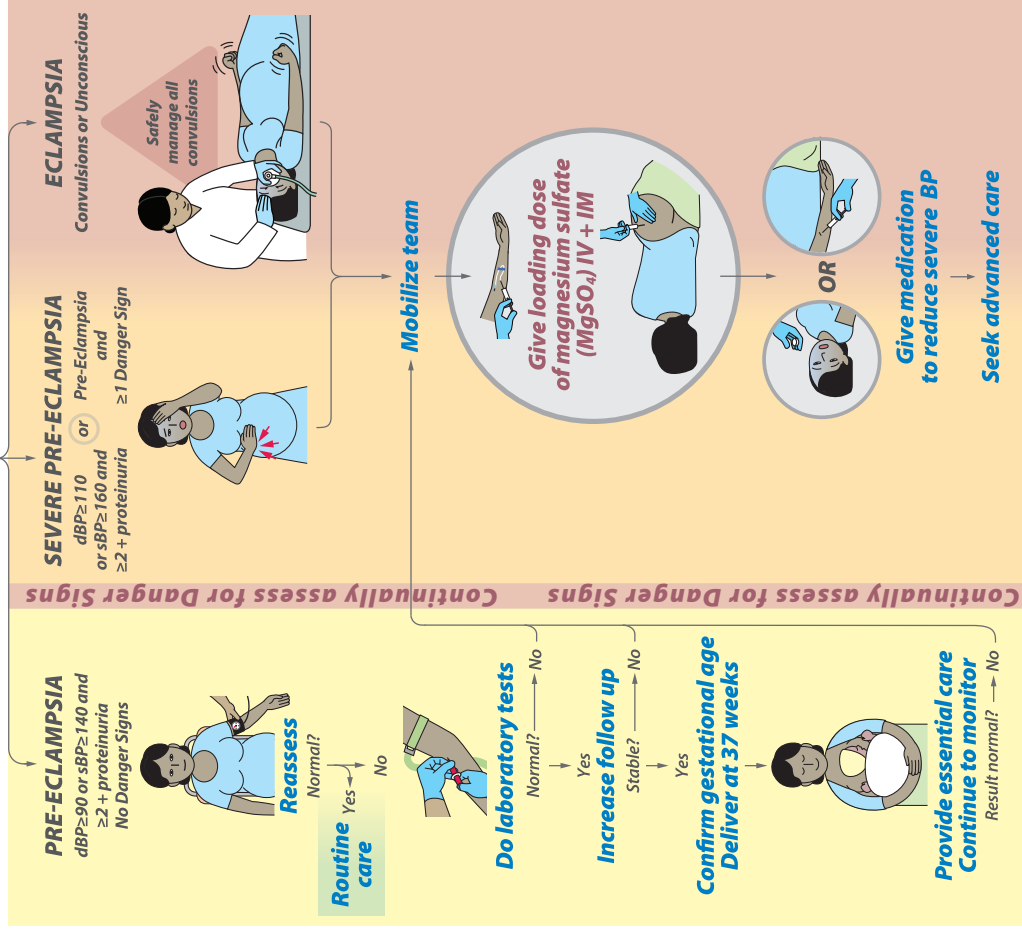 PRE-ECLAMPSIA
dBP≥90 or sBP≥140 and
≥2 + proteinuria
No Danger Signs
Reassess
Normal?
Yes
No
Routine
care
Do laboratory tests
Normal?
No
Yes
Increase follow up
Stable?
No
Yes
Confirm gestational age
Deliver at 37 weeks
Provide essential care
Continue to monitor
Result normal?
No
Continually assess for Danger Signs
Continually assess for Danger Signs
SEVERE PRE-ECLAMPSIA
dBP≥110
or sBP≥160 and
≥2 + proteinuria
or
Pre-Eclampsia
and
≥1 Danger Sign
ECLAMPSIA
Convulsions or Unconscious
Safely
manage all
convulsions
Mobilize team
Give loading dose
of magnesium sulfate
(MgSO₄) IV + IM
OR
Give medication
to reduce severe BP
Seek advanced care